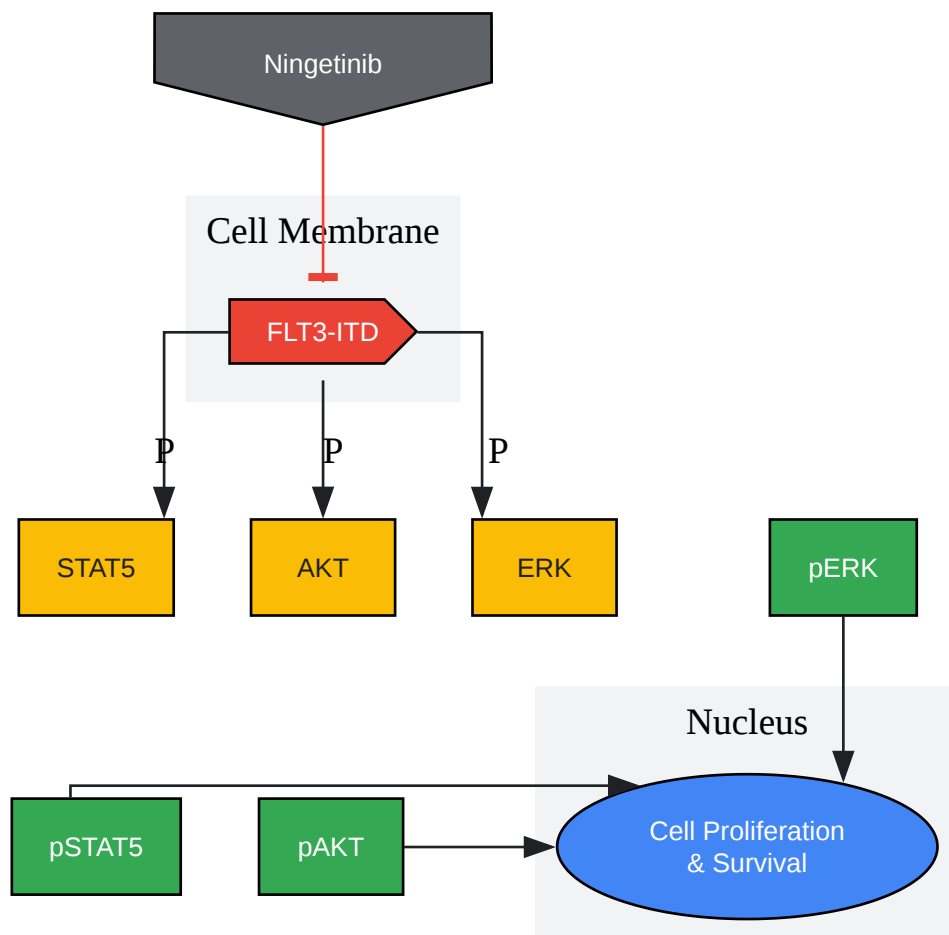 Ningetinib
Cell Membrane
FLT3-ITD
P
P
P
STAT5
AKT
ERK
pERK
Nucleus
pSTAT5
pAKT
Cell Proliferation
& Survival